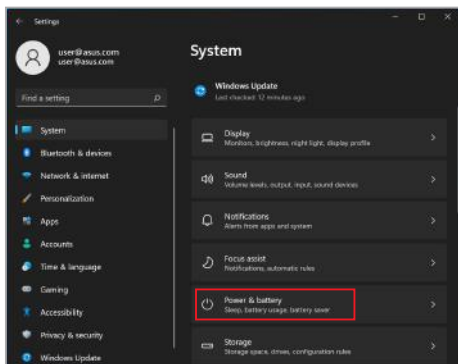 Settings
user@asus.com
user@asus.com
Find a setting
System
Bluetooth & devices
Network & internet
Personalization
Apps
Accounts
Time & language
Gaming
Accessibility
Privacy & security
Windows Update
System
Windows Update
Last checked: 12 minutes ago
Display
Monitors, brightness, night light, display profile
Sound
Volume levels, output, input, sound devices
Notifications
Alerts from apps and system
Focus assist
Notifications, automatic rules
Power & battery
Sleep, battery usage, battery saver
Storage
Storage space, drives, configuration rules